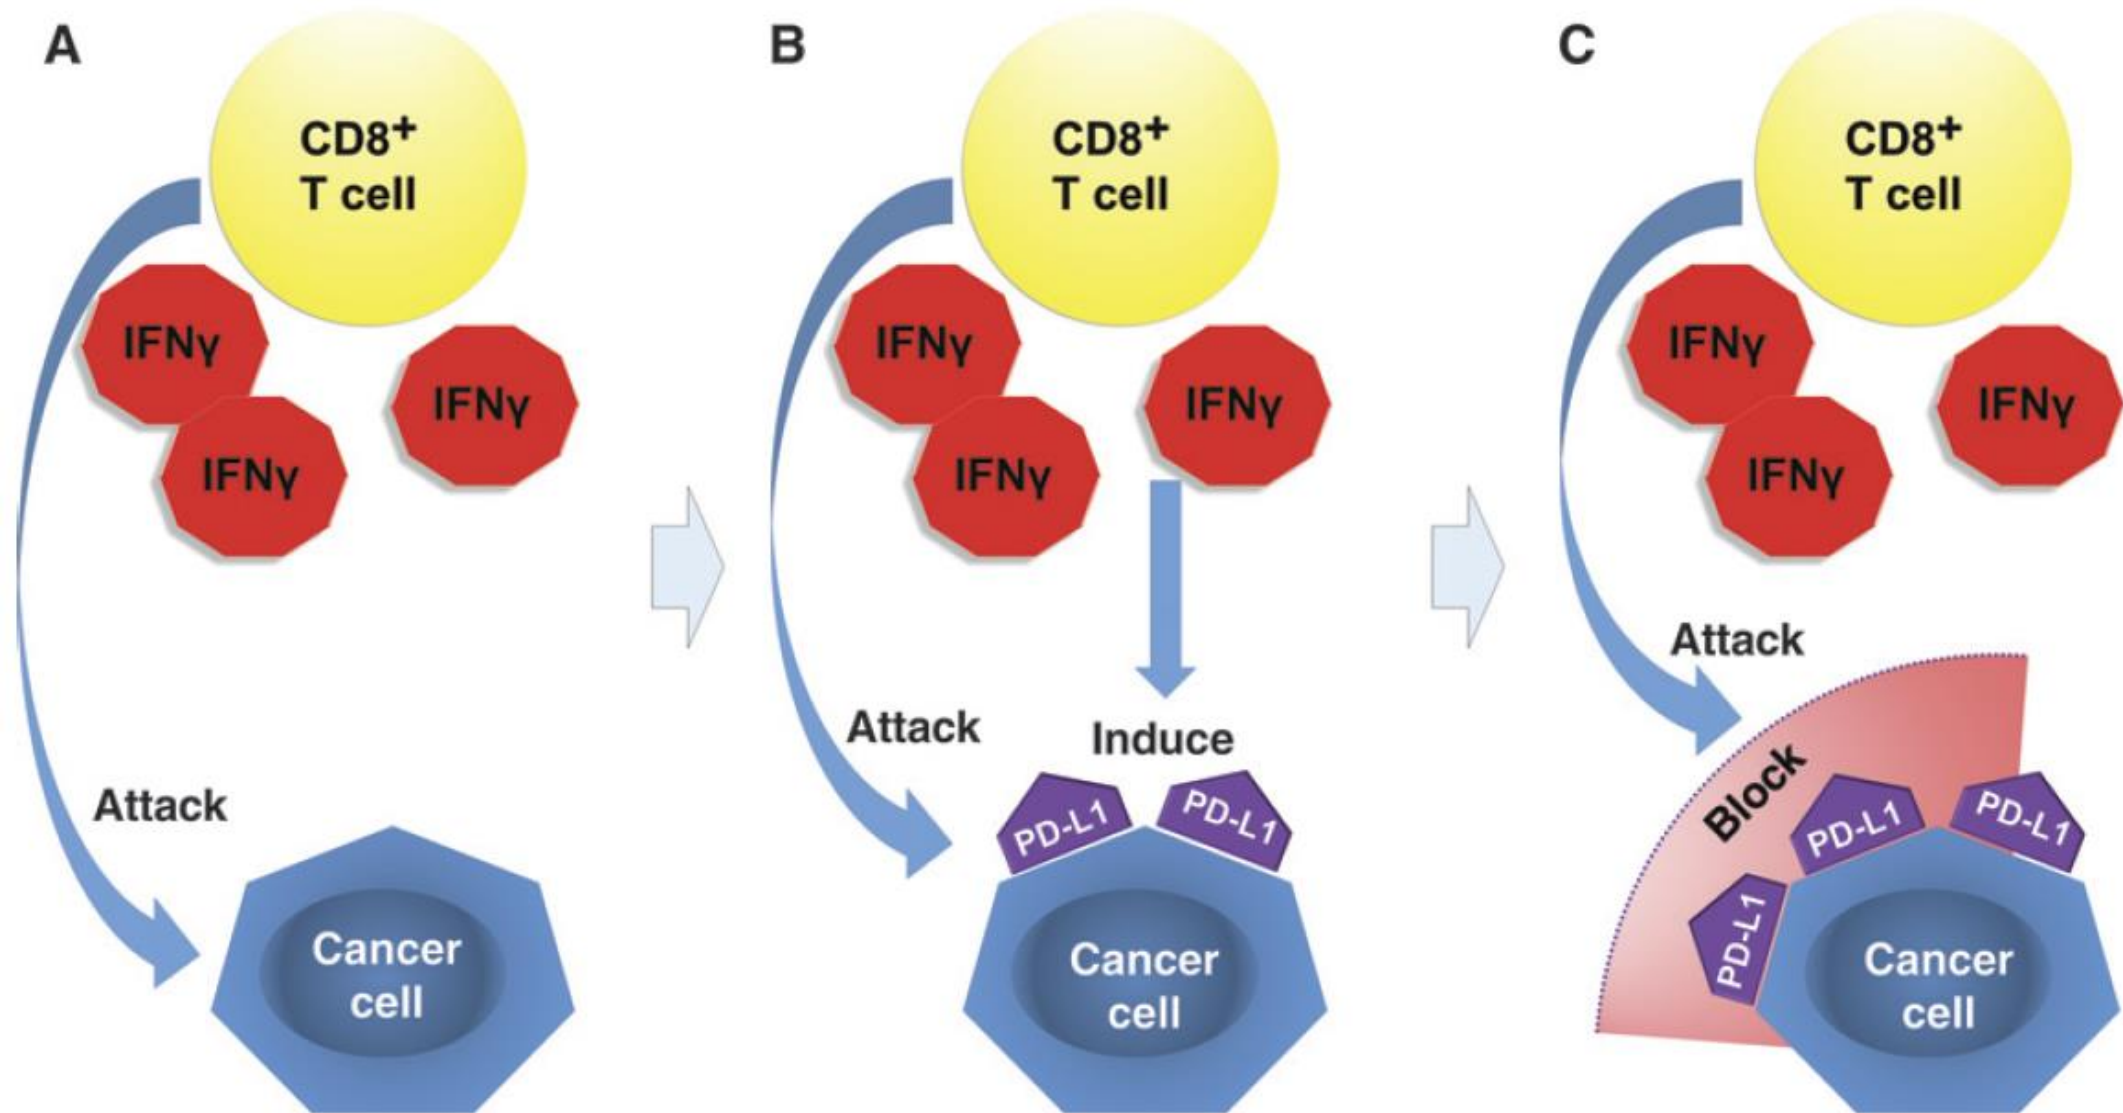 A
CD8+
T cell
IFNγ
IFNγ
IFNγ
Attack
Cancer
cell
B
CD8+
T cell
IFNγ
IFNγ
IFNγ
Attack
Induce
PD-L1
PD-L1
Cancer
cell
C
CD8+
T cell
IFNγ
IFNγ
IFNγ
Attack
Block
PD-L1
PD-L1
PD-L1
Cancer
cell